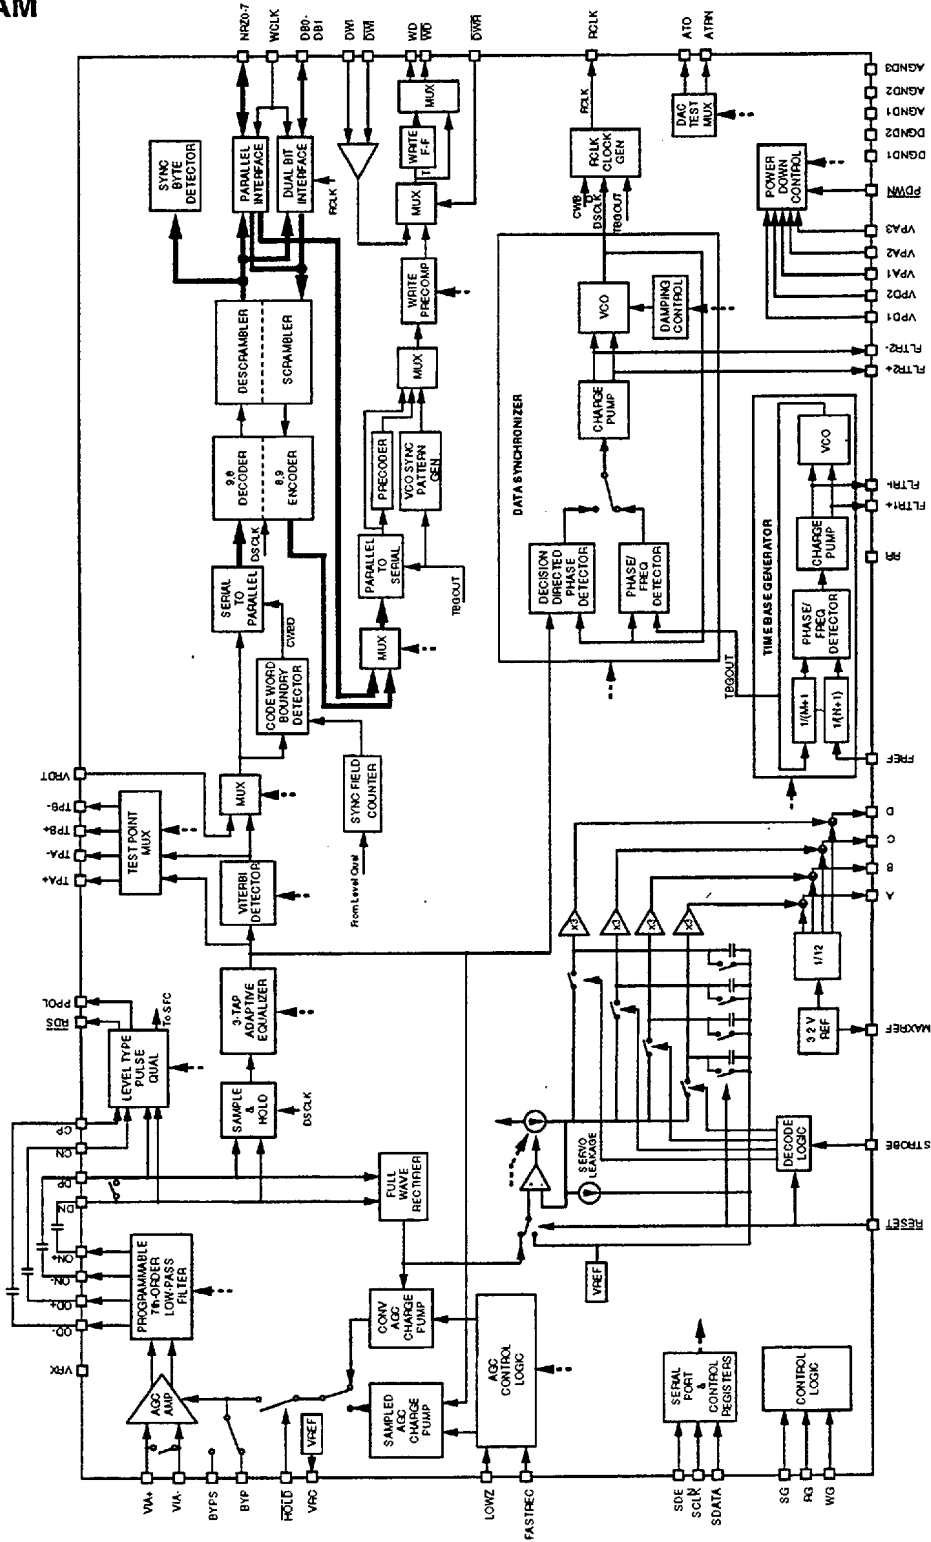 AM
NRZ0-7
WCLK
DB0-
DB1
DWI
DWI
WD
WD
DWR
RCLK
ATO
ATRN
SYNC
BYTE
DETECTOR
PARALLEL
INTERFACE
DUAL BIT
INTERFACE
RCLK
MUX
WRITE
F-F
T
MUX
RCLK
RCLK
CLOCK
GEN
CWB
DSCLK
TBGOUT
DAC
TEST
MUX
POWER
DOWN
CONTROL
AGND3
AGND2
AGND1
DGND2
DGND1
PDWN
VPA3
VPA2
VPA1
VPD2
VPD1
FLTR2-
FLTR2+
FLTR1-
FLTR1+
RR
FREF
DESCRAMBLER
SCRAMBLER
WRITE
PRECOMP
MUX
9,8
DECODER
8,9
ENCODER
DSCLK
PRECODER
VCO SYNC
PATTERN
GEN
PARALLEL
TO
SERIAL
TBGOUT
SERIAL
TO
PARALLEL
CWBD
MUX
CODE WORD
BOUNDRY
DETECTOR
DATA SYNCHRONIZER
VCO
DAMPING
CONTROL
CHARGE
PUMP
DECISION
DIRECTED
PHASE
DETECTOR
PHASE/
FREQ
DETECTOR
TBGOUT
TIME BASE GENERATOR
VCO
CHARGE
PUMP
PHASE/
FREQ
DETECTOR
1/(M+1
1/(N+1)
VRDT
TPB-
TPB+
TPA-
TPA+
TEST POINT
MUX
MUX
SYNC FIELD
COUNTER
From Level Qual
VITERBI
DETECTOR
D
C
B
A
x3
x3
x3
x3
1/12
3.2 V
REF
MAXREF
PPOL
RDS
To SFC
LEVEL TYPE
PULSE
QUAL
3-TAP
ADAPTIVE
EQUALIZER
SAMPLE
&
HOLD
DSCLK
CP
CN
DP
DN
ON+
ON-
OD+
OD-
VRX
FULL
WAVE
RECTIFIER
SERVO
LEAKAGE
DECODE
LOGIC
STROBE
RESET
VREF
PROGRAMMABLE
7th-ORDER
LOW-PASS
FILTER
CONV
AGC
CHARGE
PUMP
AGC
CONTROL
LOGIC
SAMPLED
AGC
CHARGE
PUMP
AGC
AMP
VREF
SERIAL
PORT
&
CONTROL
REGISTERS
CONTROL
LOGIC
VIA+
VIA-
BYPS
BYP
HOLD
VRC
LOWZ
FASTREC
SDE
SCLK
SDATA
SG
RG
WG